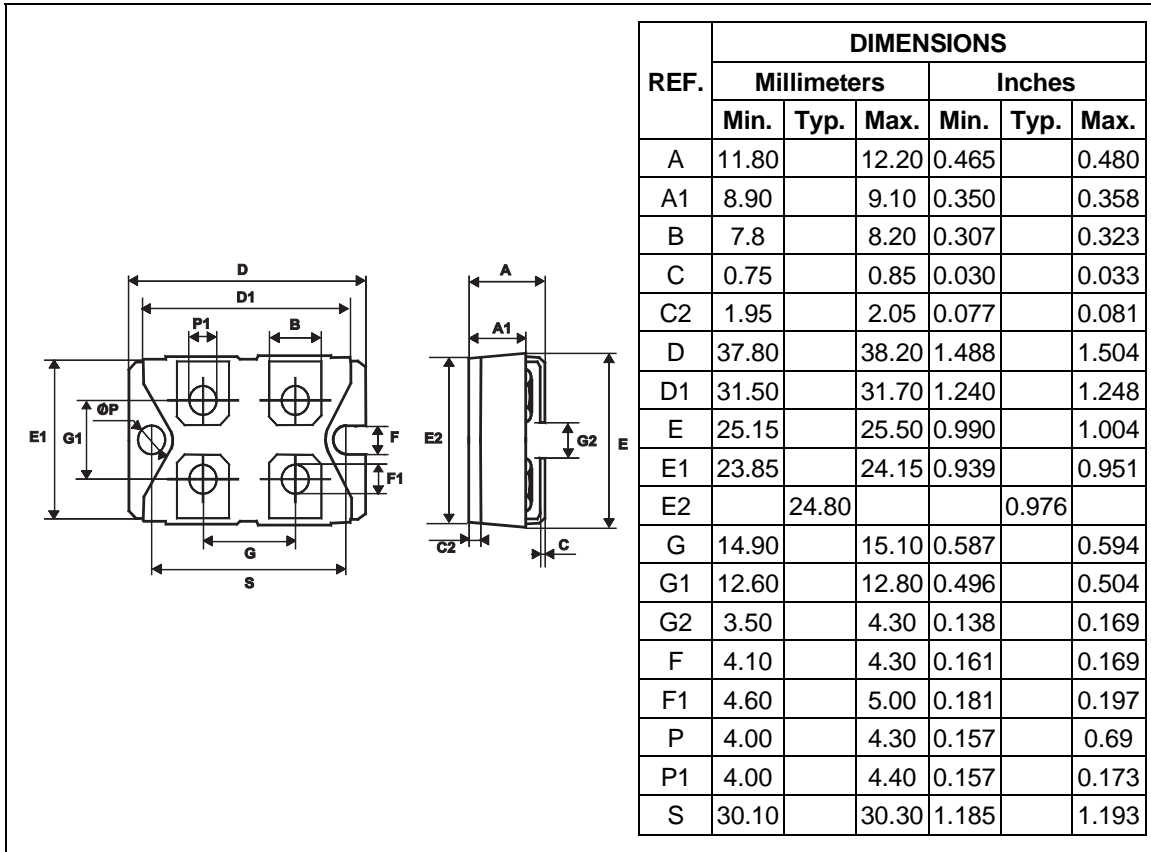 D
D1
P1 B
ØP
E1 G1 F
F1
G
S
A
A1
E2 G2 E
C2 C
REF. DIMENSIONS
Millimeters Inches
Min. Typ. Max. Min. Typ. Max.
A 11.80 12.20 0.465 0.480
A1 8.90 9.10 0.350 0.358
B 7.8 8.20 0.307 0.323
C 0.75 0.85 0.030 0.033
C2 1.95 2.05 0.077 0.081
D 37.80 38.20 1.488 1.504
D1 31.50 31.70 1.240 1.248
E 25.15 25.50 0.990 1.004
E1 23.85 24.15 0.939 0.951
E2 24.80 0.976
G 14.90 15.10 0.587 0.594
G1 12.60 12.80 0.496 0.504
G2 3.50 4.30 0.138 0.169
F 4.10 4.30 0.161 0.169
F1 4.60 5.00 0.181 0.197
P 4.00 4.30 0.157 0.69
P1 4.00 4.40 0.157 0.173
S 30.10 30.30 1.185 1.193